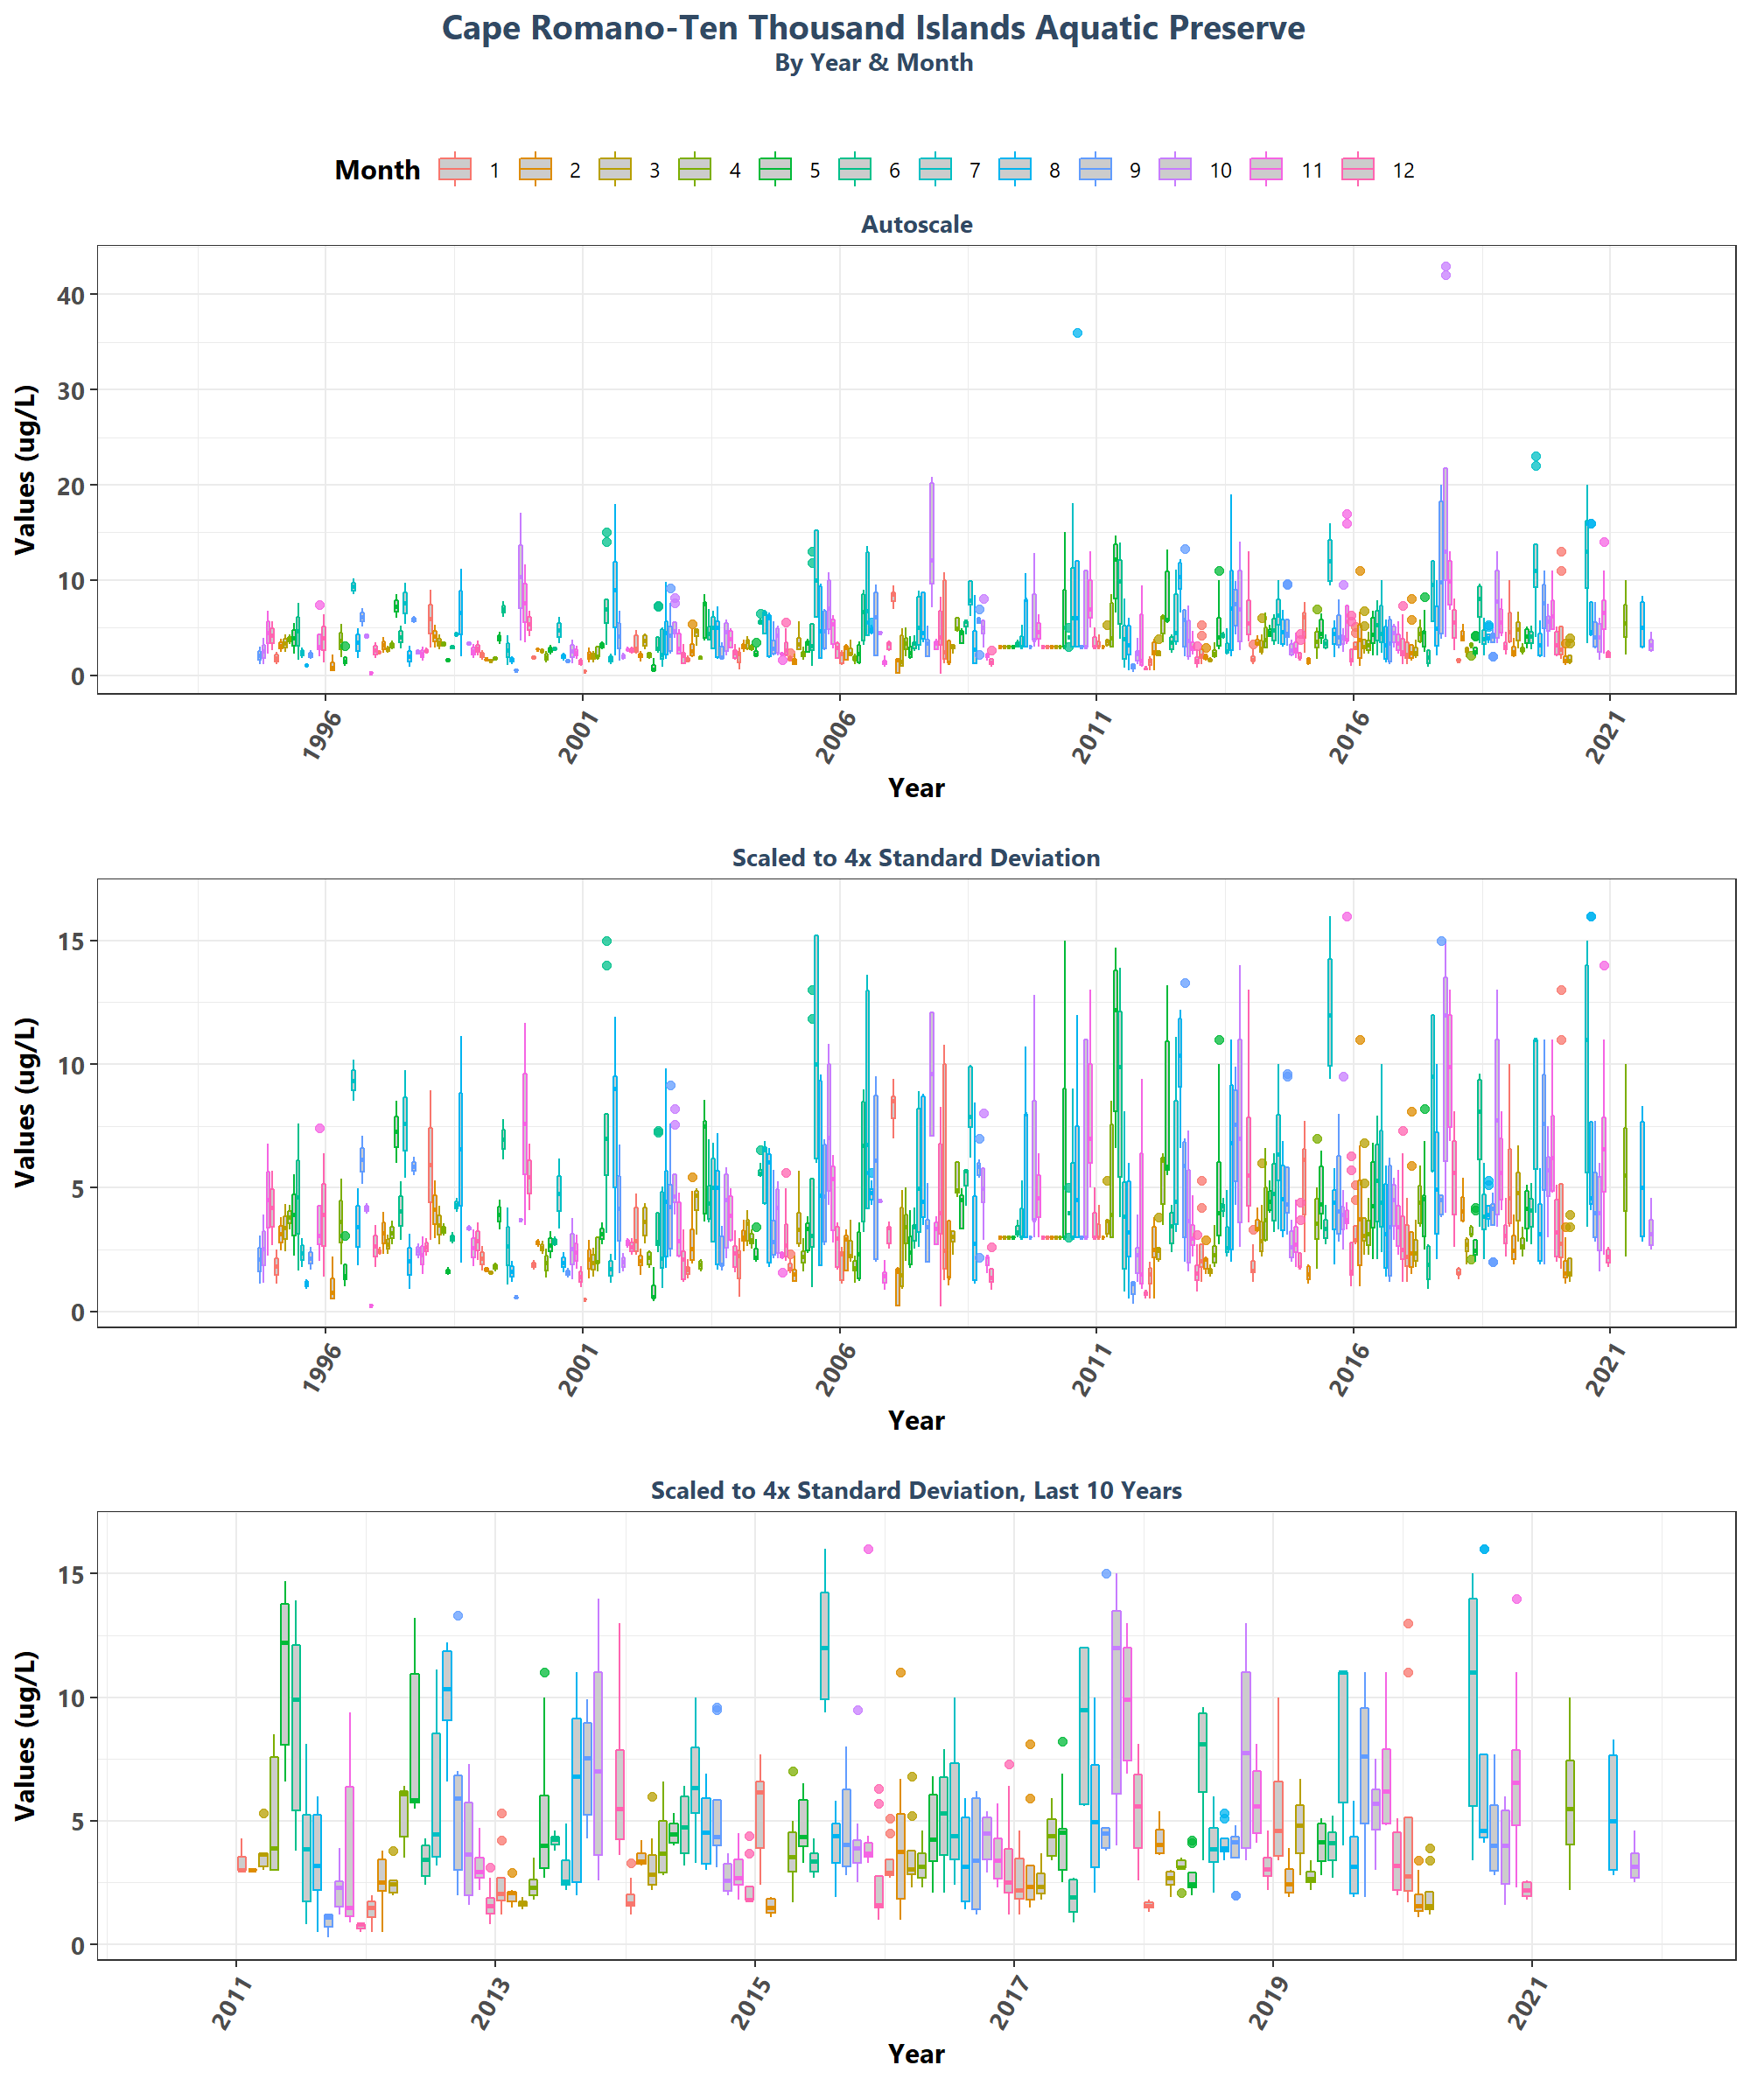 Cape Romano-Ten Thousand Islands Aquatic Preserve
By Year & Month
Month 1 2 3 4 5 6 7 8 9 10 11 12
Autoscale
Values (ug/L)
40
30
20
10
0
1996 2001 2006 2011 2016 2021
Year
Scaled to 4x Standard Deviation
Values (ug/L)
15
10
5
0
1996 2001 2006 2011 2016 2021
Year
Scaled to 4x Standard Deviation, Last 10 Years
Values (ug/L)
15
10
5
0
2011 2013 2015 2017 2019 2021
Year